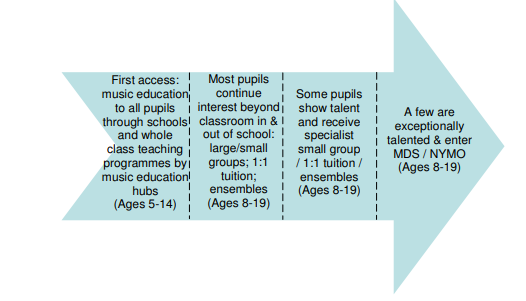 First access:
music education
to all pupils
through schools
and whole
class teaching
programmes by
music education
hubs
(Ages 5-14)
Most pupils
continue
interest beyond
classroom in &
out of school:
large/small
groups; 1:1
tuition;
ensembles
(Ages 8-19)
Some pupils
show talent
and receive
specialist
small group
/ 1:1 tuition /
ensembles
(Ages 8-19)
A few are
exceptionally
talented & enter
MDS / NYMO
(Ages 8-19)